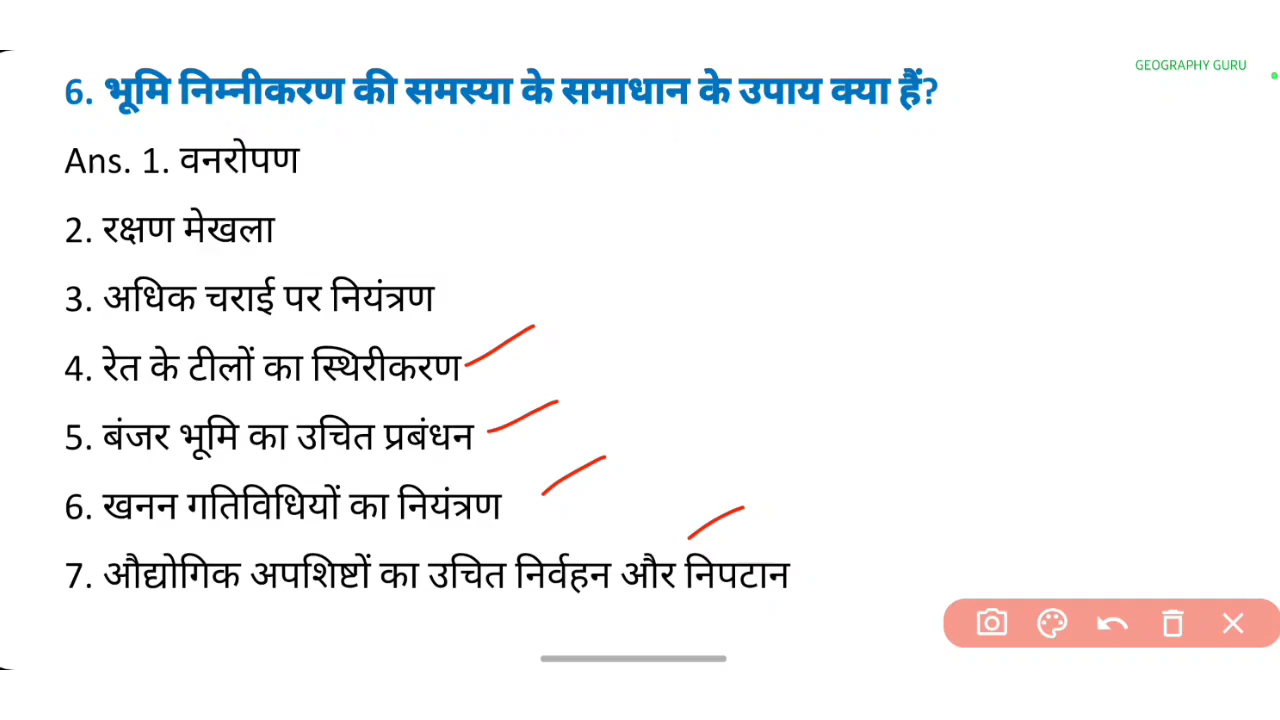 GEOGRAPHY GURU
6. भूमि निम्नीकरण की समस्या के समाधान के उपाय क्या हैं?
Ans. 1. वनरोपण
2. रक्षण मेखला
3. अधिक चराई पर नियंत्रण
4. रेत के टीलों का स्थिरीकरण
5. बंजर भूमि का उचित प्रबंधन
6. खनन गतिविधियों का नियंत्रण
7. औद्योगिक अपशिष्टों का उचित निर्वहन और निपटान